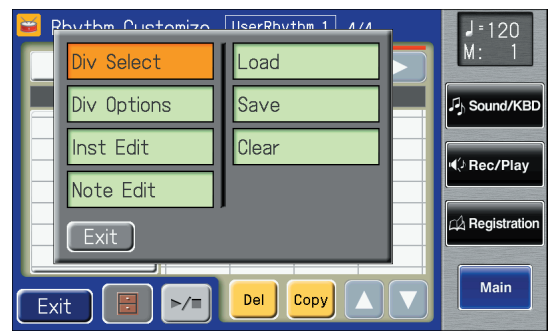 Rhythm Customize UserRhythm 1 4/4
♩=120
M: 1
Div Select
Load
Div Options
Save
Inst Edit
Clear
Note Edit
Exit
Sound/KBD
Rec/Play
Registration
Main
Exit
Del
Copy